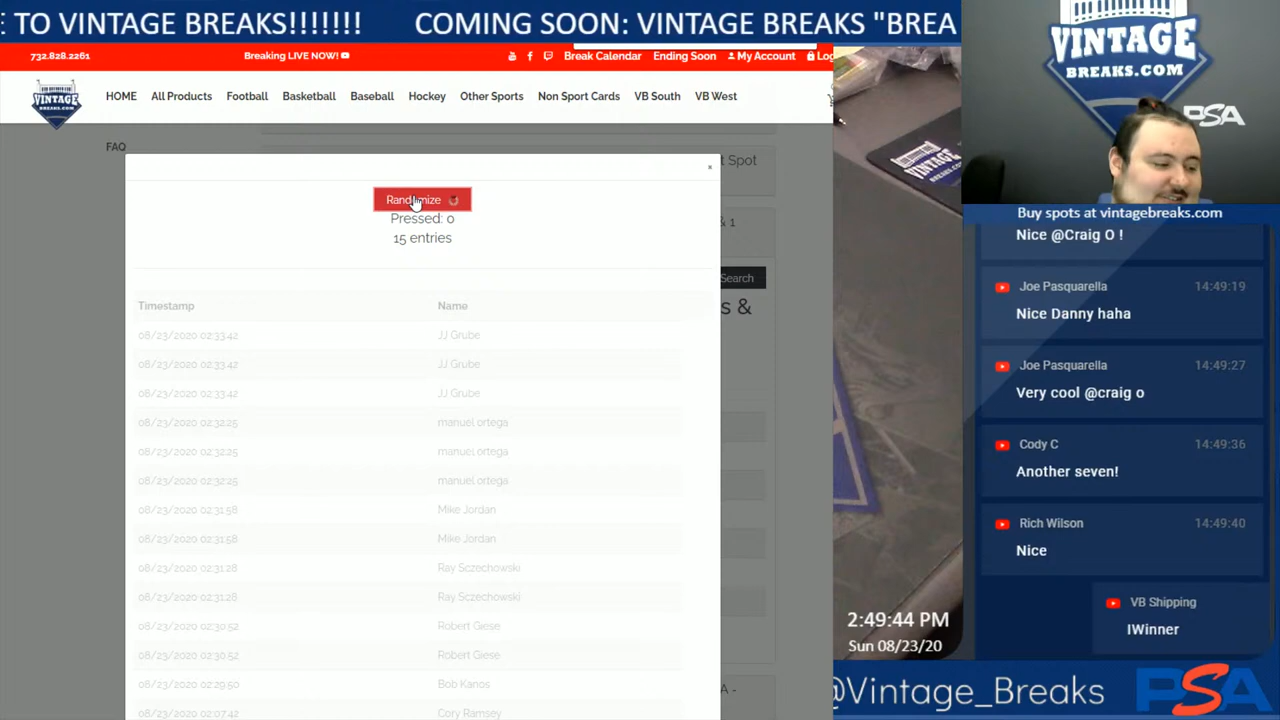 E TO VINTAGE BREAKS!!!!!!!    COMING SOON: VINTAGE BREAKS "BREA
732.828.2261
Breaking LIVE NOW!
Break Calendar
Ending Soon
My Account
Log
VINTAGE
BREAKS
HOME
All Products
Football
Basketball
Baseball
Hockey
Other Sports
Non Sport Cards
VB South
VB West
FAQ
t Spot
Randomize
Pressed: 0
15 entries
& 1
Search
s &
Timestamp Name
08/23/2020 02:33:42 JJ Grube
08/23/2020 02:33:42 JJ Grube
08/23/2020 02:33:42 JJ Grube
08/23/2020 02:32:25 manuel ortega
08/23/2020 02:32:25 manuel ortega
08/23/2020 02:32:25 manuel ortega
08/23/2020 02:31:58 Mike Jordan
08/23/2020 02:31:58 Mike Jordan
08/23/2020 02:31:28 Ray Sczechowski
08/23/2020 02:31:28 Ray Sczechowski
08/23/2020 02:30:52 Robert Giese
08/23/2020 02:30:52 Robert Giese
08/23/2020 02:29:50 Bob Kanos
08/23/2020 02:07:42 Cory Ramsey
A -
VINTAGE
BREAKS
VINTAGE
BREAKS.COM
PSA
Buy spots at vintagebreaks.com
Nice @Craig O !
Joe Pasquarella 14:49:19
Nice Danny haha
Joe Pasquarella 14:49:27
Very cool @craig o
Cody C 14:49:36
Another seven!
Rich Wilson 14:49:40
Nice
VB Shipping
!Winner
2:49:44 PM
Sun 08/23/20
@Vintage_Breaks
PSA